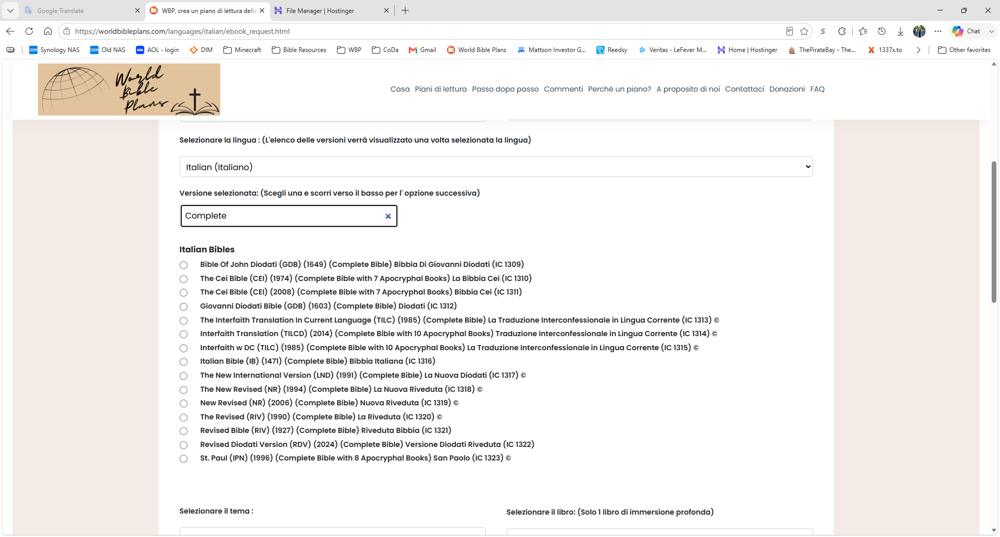 Google Translate
WBP, crea un piano di lettura della
File Manager | Hostinger
https://worldbibleplans.com/languages/italian/ebook_request.html
Chat
Synology NAS
Old NAS
AOL - login
DIM
Minecraft
Bible Resources
WBP
CoDa
Gmail
World Bible Plans
Mattson Investor G...
Reedsy
Veritas - LeFever M...
Home | Hostinger
ThePirateBay - The...
1337x.to
Other favorites
World
Bible
Plans
Casa Piani di lettura Passo dopo passo Commenti Perché un piano? A proposito di noi Contattaci Donazioni FAQ
Selezionare la lingua : (L'elenco delle versioni verrà visualizzato una volta selezionata la lingua)
Italian (Italiano)
Versione selezionata: (Scegli una e scorri verso il basso per l' opzione successiva)
Complete
Italian Bibles
Bible Of John Diodati (GDB) (1649) (Complete Bible) Bibbia Di Giovanni Diodati (IC 1309)
The Cei Bible (CEI) (1974) (Complete Bible with 7 Apocryphal Books) La Bibbia Cei (IC 1310)
The Cei Bible (CEI) (2008) (Complete Bible with 7 Apocryphal Books) Bibbia Cei (IC 1311)
Giovanni Diodati Bible (GDB) (1603) (Complete Bible) Diodati (IC 1312)
The Interfaith Translation In Current Language (TILC) (1985) (Complete Bible) La Traduzione Interconfessionale in Lingua Corrente (IC 1313) ©
Interfaith Translation (TILCD) (2014) (Complete Bible with 10 Apocryphal Books) Traduzione Interconfessionale in Lingua Corrente (IC 1314) ©
Interfaith w DC (TILC) (1985) (Complete Bible with 10 Apocryphal Books) La Traduzione Interconfessionale in Lingua Corrente (IC 1315) ©
Italian Bible (IB) (1471) (Complete Bible) Bibbia Italiana (IC 1316)
The New International Version (LND) (1991) (Complete Bible) La Nuova Diodati (IC 1317) ©
The New Revised (NR) (1994) (Complete Bible) La Nuova Riveduta (IC 1318) ©
New Revised (NR) (2006) (Complete Bible) Nuova Riveduta (IC 1319) ©
The Revised (RIV) (1990) (Complete Bible) La Riveduta (IC 1320) ©
Revised Bible (RIV) (1927) (Complete Bible) Riveduta Bibbia (IC 1321)
Revised Diodati Version (RDV) (2024) (Complete Bible) Versione Diodati Riveduta (IC 1322)
St. Paul (IPN) (1996) (Complete Bible with 8 Apocryphal Books) San Paolo (IC 1323) ©
Selezionare il tema :
Selezionare il libro: (Solo 1 libro di immersione profonda)